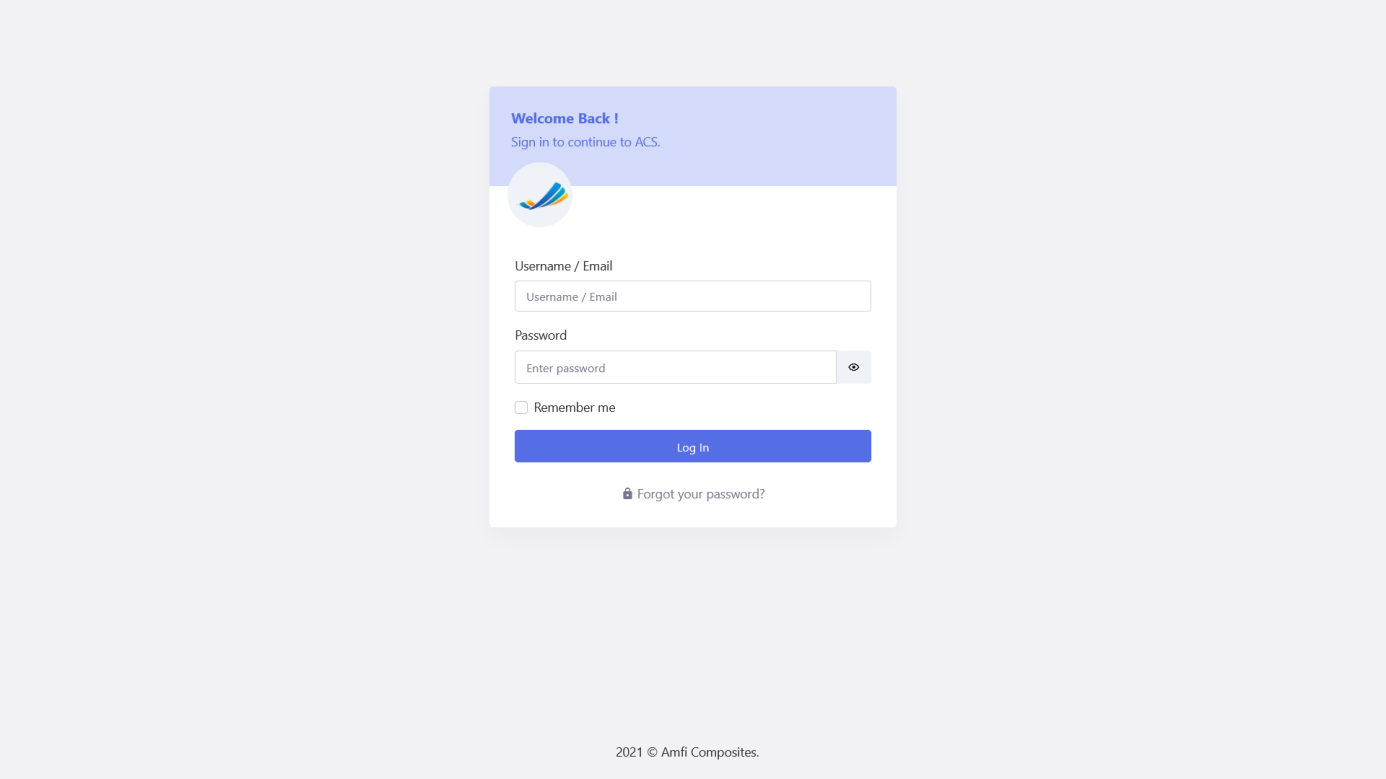 Welcome Back !
Sign in to continue to ACS.
Username / Email
Username / Email
Password
Enter password
Remember me
Log In
Forgot your password?
2021 © Amfi Composites.